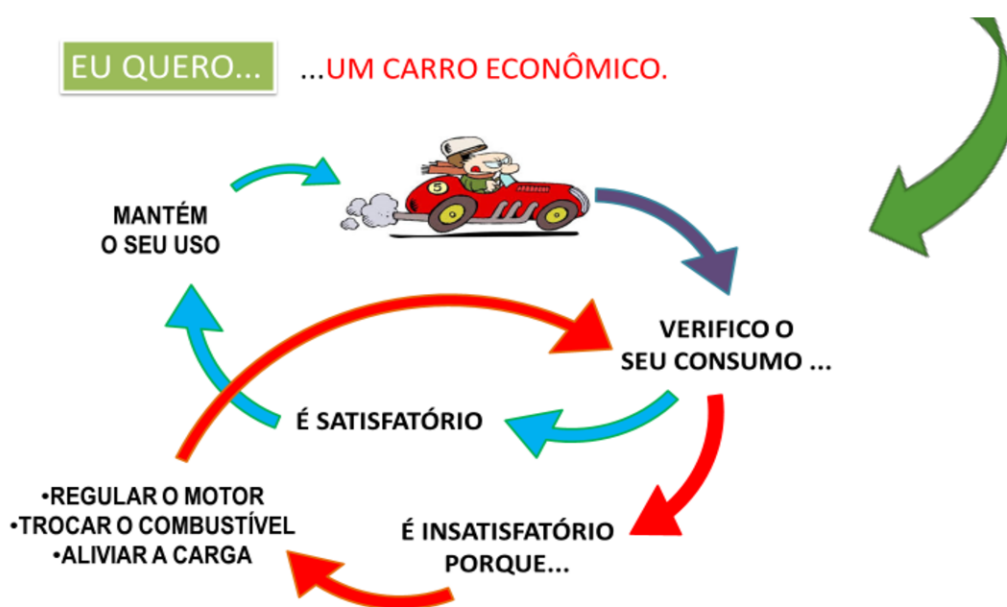 EU QUERO...
...UM CARRO ECONÔMICO.
5
MANTÉM
O SEU USO
VERIFICO O
SEU CONSUMO ...
É SATISFATÓRIO
•REGULAR O MOTOR
•TROCAR O COMBUSTÍVEL
•ALIVIAR A CARGA
É INSATISFATÓRIO
PORQUE...